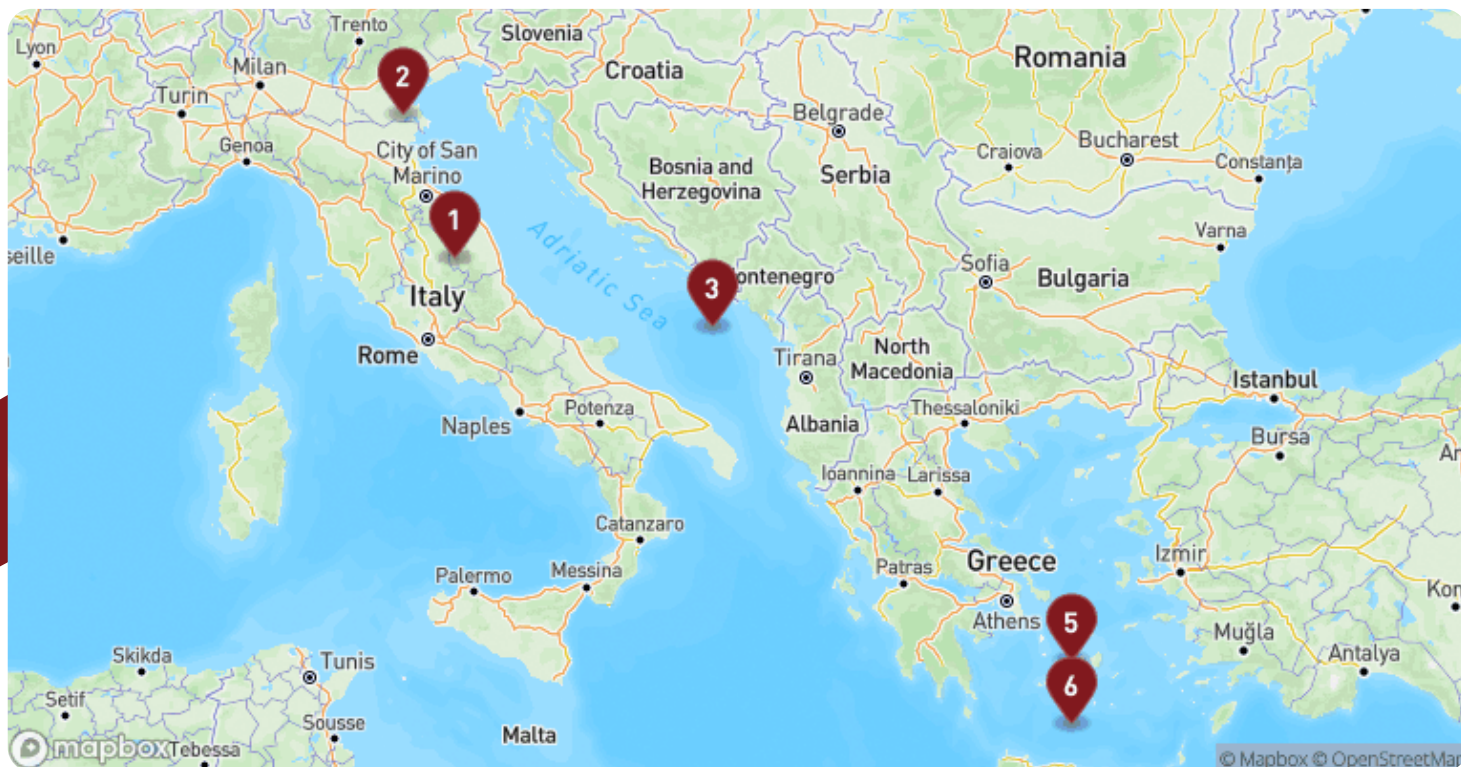 Lyon
Trento
Slovenia
Romania
Milan
2
Croatia
Turin
Belgrade
Genoa
City of San
Marino
Bosnia and
Herzegovina
Serbia
Craiova
Bucharest
Constanța
1
Adriatic Sea
seille
Varna
Sofia
Bulgaria
3
ontenegro
Italy
Rome
Tirana
North
Macedonia
Istanbul
Naples
Potenza
Albania
Thessaloniki
Bursa
An
Ioannina
Larissa
Catanzaro
Izmir
Palermo
Messina
Patras
Greece
Kon
Athens
5
Muğla
Antalya
Skikda
Tunis
6
Setif
Sousse
Malta
mapbox
Tebessa
© Mapbox © OpenStreetMap